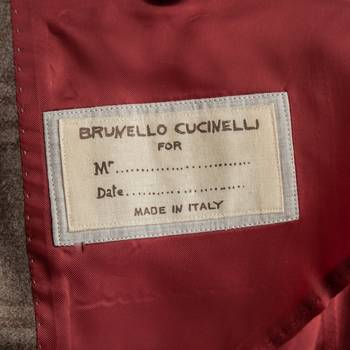 BRUNELLO CUCINELLI
FOR
Mr.............................
Date.........................
MADE IN ITALY